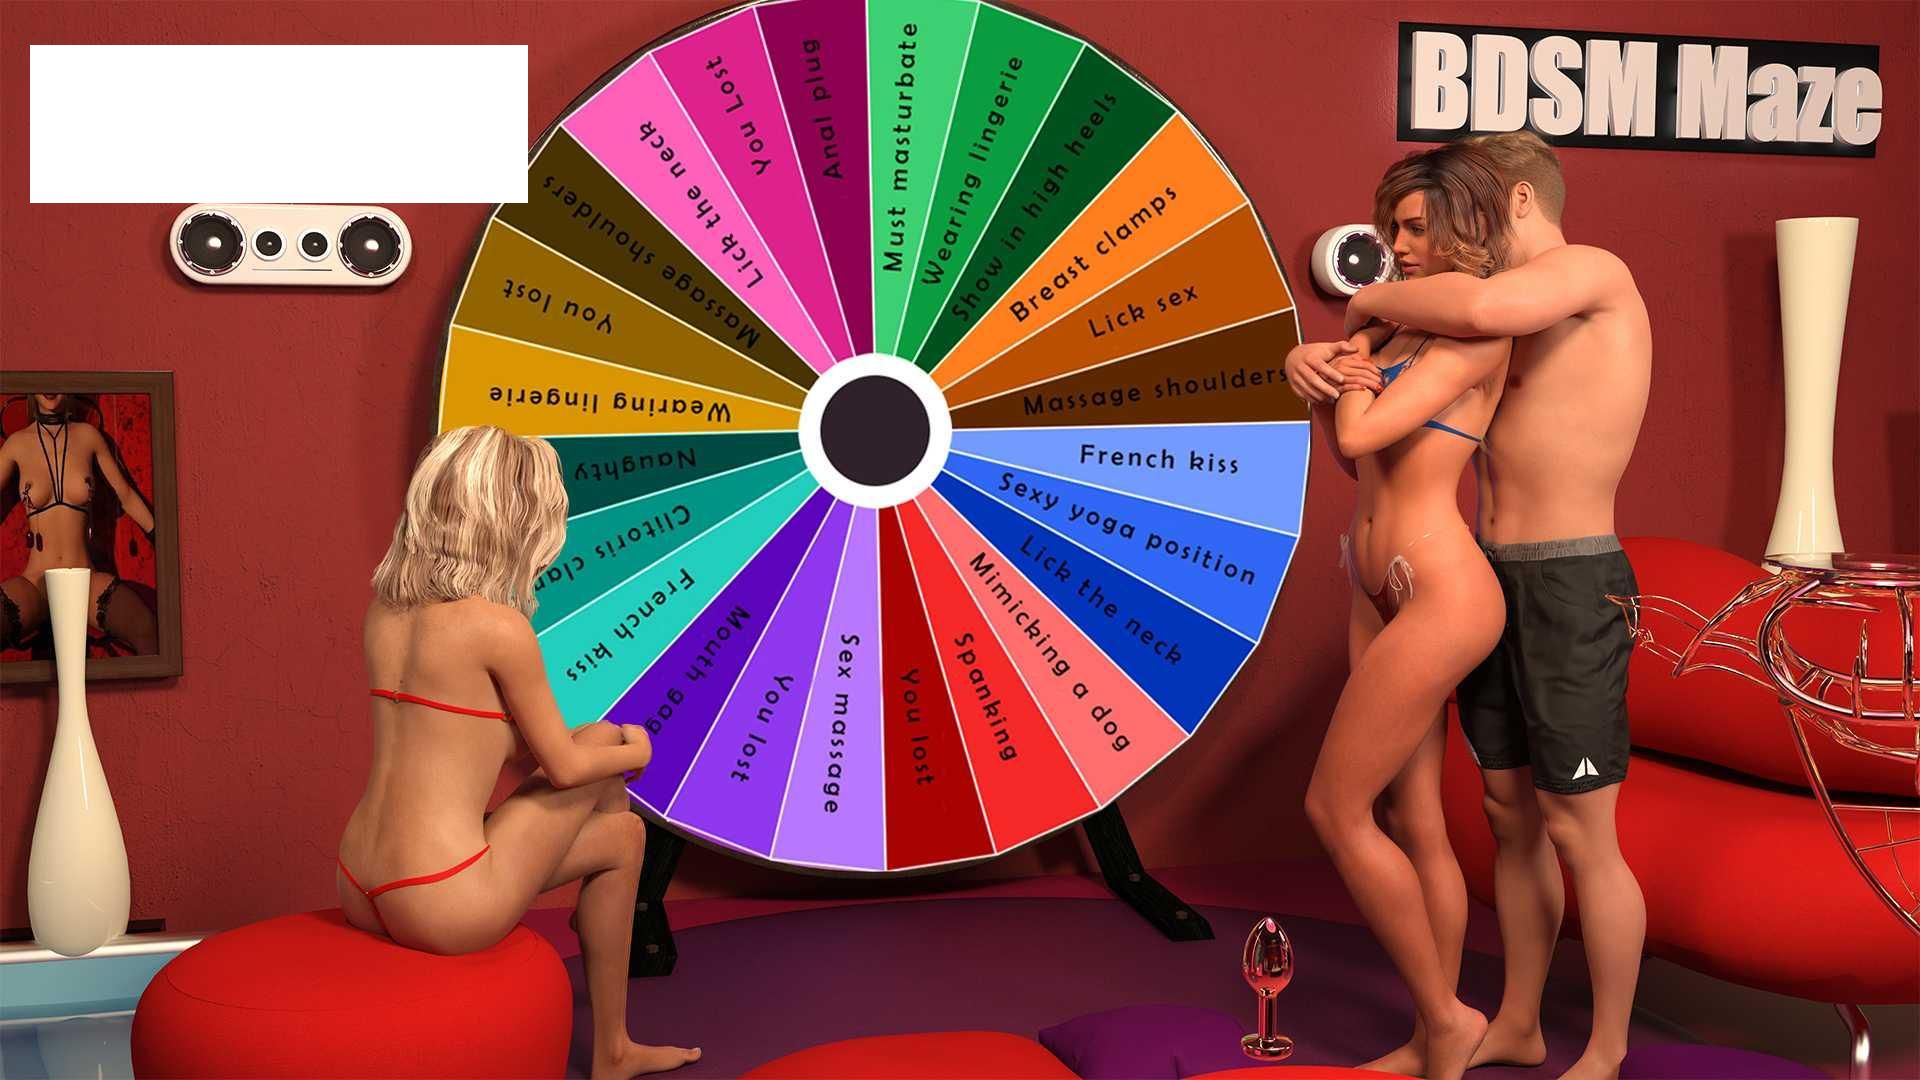 BDSM Maze
Must masturbate
Wearing lingerie
Show in high heels
Breast clamps
Lick sex
Massage shoulders
French kiss
Sexy yoga position
Lick the neck
Mimicking a dog
Spanking
You lost
Sex massage
You lost
Mouth gag
French kiss
Clitoris clam
Naughty
Wearing lingerie
You lost
Massage shoulders
Lick the neck
You Lost
Anal plug